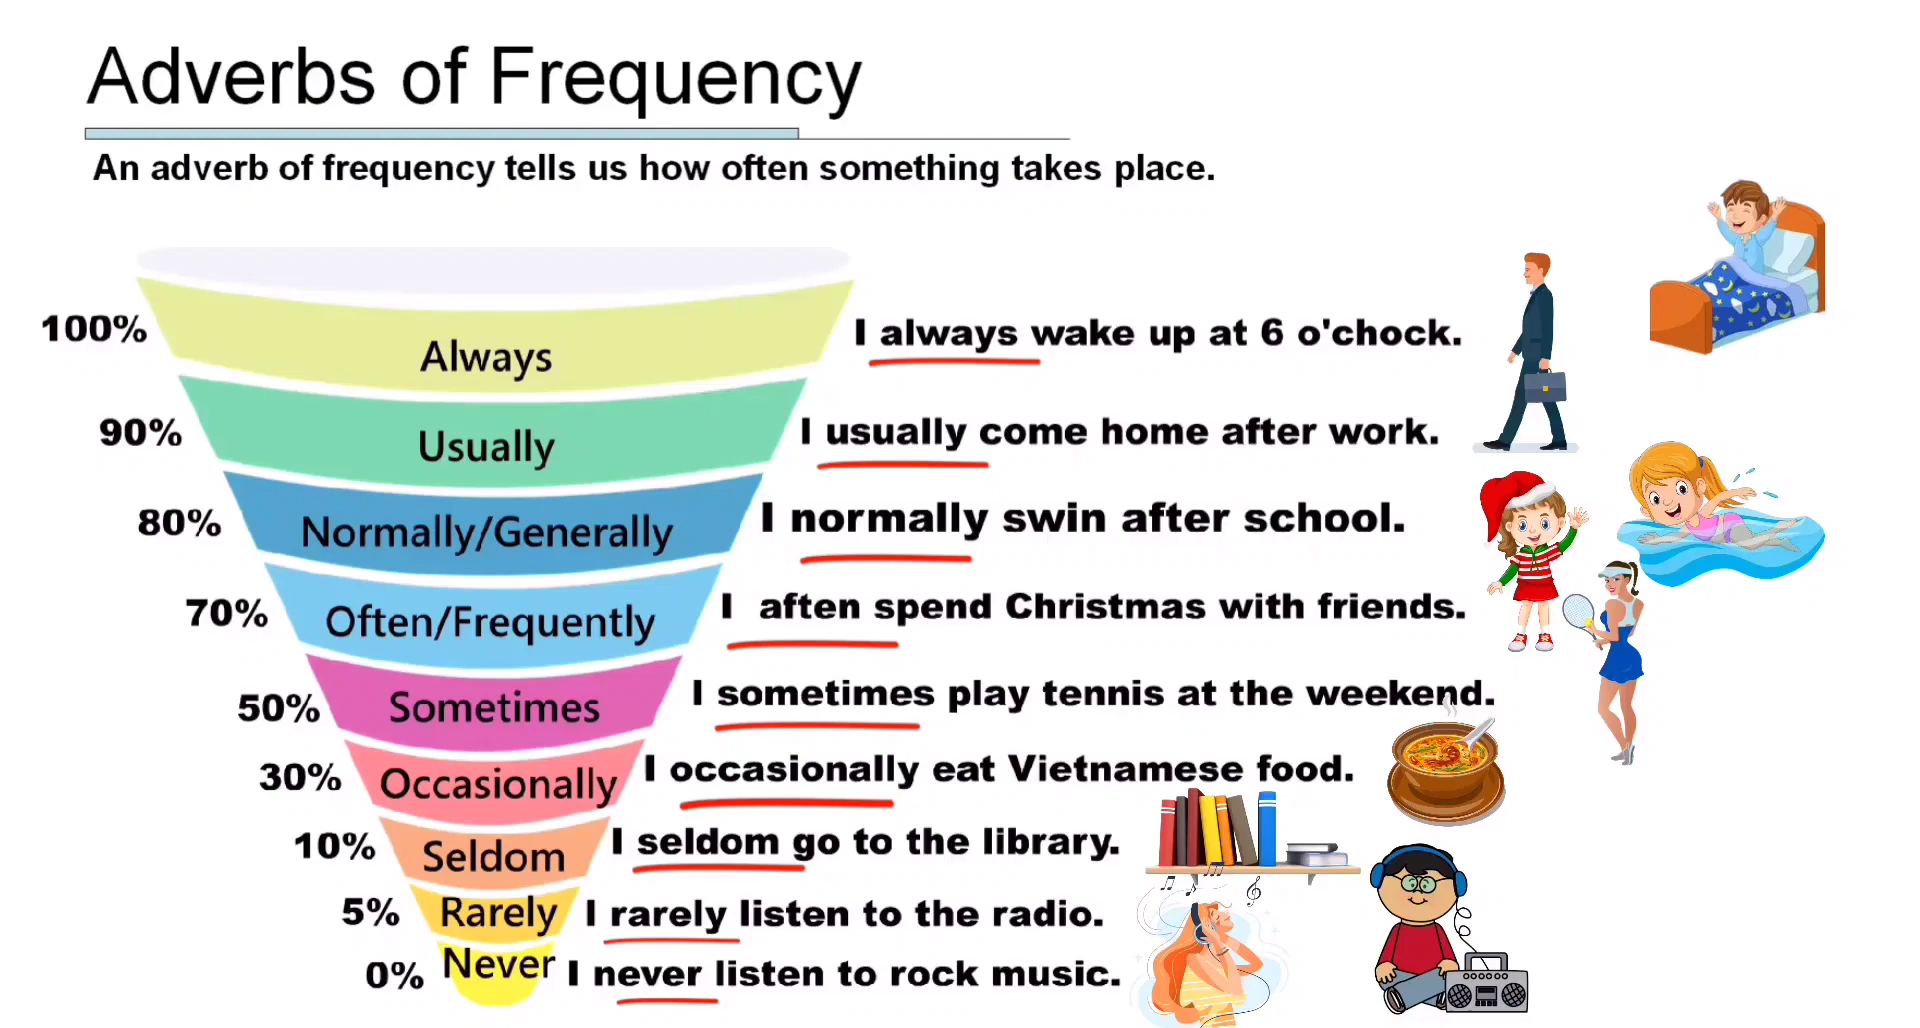 Adverbs of Frequency
An adverb of frequency tells us how often something takes place.
100% Always I always wake up at 6 o'chock.
90% Usually I usually come home after work.
80% Normally/Generally I normally swin after school.
70% Often/Frequently I aften spend Christmas with friends.
50% Sometimes I sometimes play tennis at the weekend.
30% Occasionally I occasionally eat Vietnamese food.
10% Seldom I seldom go to the library.
5% Rarely I rarely listen to the radio.
0% Never I never listen to rock music.